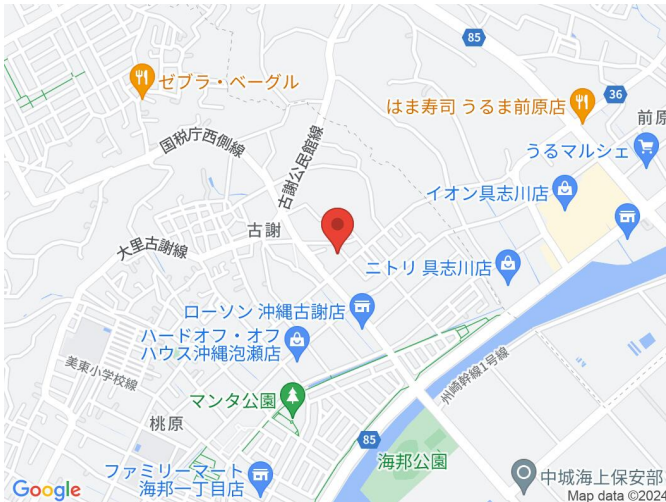 85
ゼブラ・ベーグル
36
はま寿司 うるま前原店
前原
国税庁西側線
古謝公民館線
うるマルシェ
イオン具志川店
古謝
大里古謝線
ニトリ 具志川店
ローソン 沖縄古謝店
ハードオフ・オフ
ハウス沖縄泡瀬店
美東小学校線
州崎幹線1号線
マンタ公園
桃原
85
海邦公園
ファミリーマート
海邦一丁目店
中城海上保安部
Google
Map data ©2024